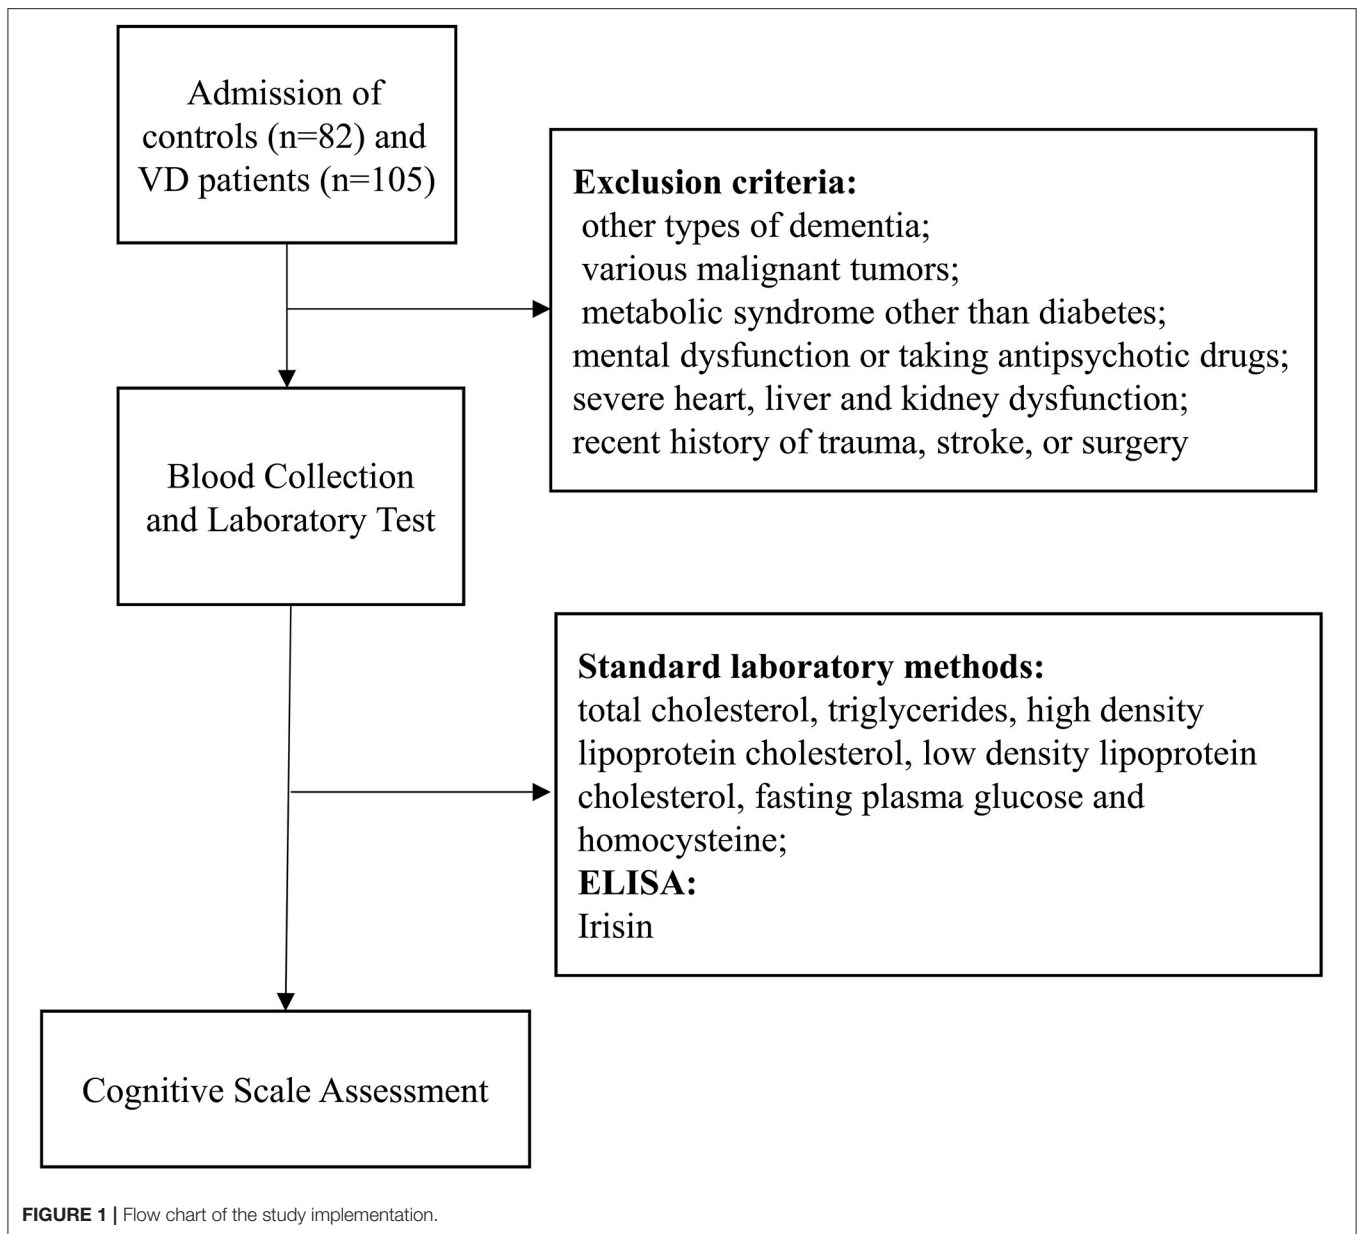 Admission of
controls (n=82) and
VD patients (n=105)
Exclusion criteria:
other types of dementia;
various malignant tumors;
metabolic syndrome other than diabetes;
mental dysfunction or taking antipsychotic drugs;
severe heart, liver and kidney dysfunction;
recent history of trauma, stroke, or surgery
Blood Collection
and Laboratory Test
Standard laboratory methods:
total cholesterol, triglycerides, high density
lipoprotein cholesterol, low density lipoprotein
cholesterol, fasting plasma glucose and
homocysteine;
ELISA:
Irisin
Cognitive Scale Assessment
FIGURE 1 | Flow chart of the study implementation.